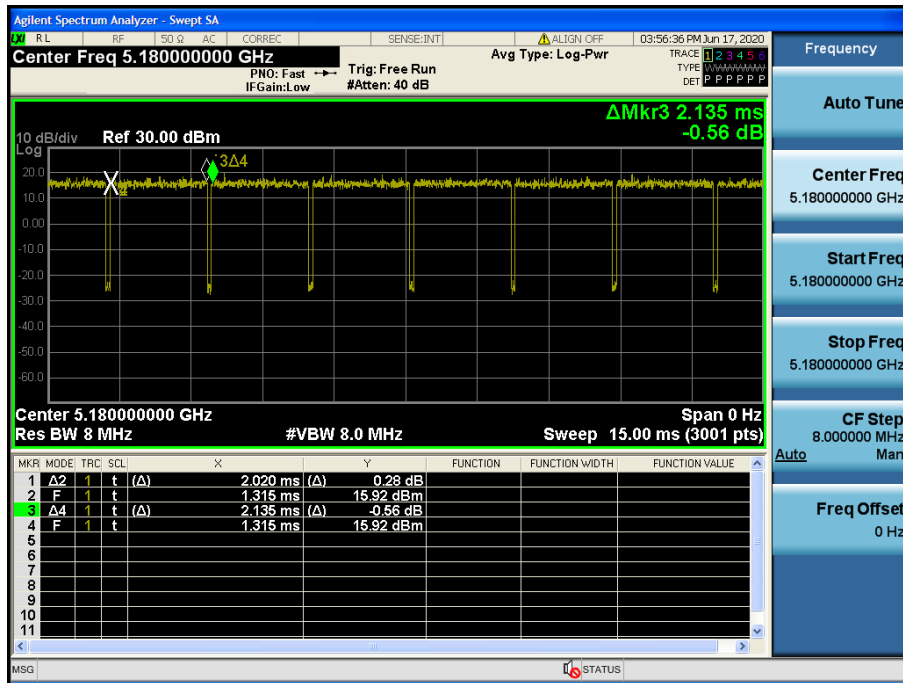 Agilent Spectrum Analyzer - Swept SA
LXI RL RF 50 Ω AC CORREC SENSE:INT ALIGN OFF 03:56:36 PM Jun 17, 2020
Center Freq 5.180000000 GHz
PNO: Fast
IFGain:Low
Trig: Free Run
#Atten: 40 dB
Avg Type: Log-Pwr
TRACE 1 2 3 4 5 6
TYPE WWWWWWW
DET P P P P P P
ΔMkr3 2.135 ms
-0.56 dB
10 dB/div Ref 30.00 dBm
Log
3Δ4
20.0
10.0
0.00
-10.0
-20.0
-30.0
-40.0
-50.0
-60.0
Center 5.180000000 GHz Span 0 Hz
Res BW 8 MHz #VBW 8.0 MHz Sweep 15.00 ms (3001 pts)
MKR MODE TRC SCL X Y FUNCTION FUNCTION WIDTH FUNCTION VALUE
1 Δ2 1 t (Δ) 2.020 ms (Δ) 0.28 dB
2 F 1 t 1.315 ms 15.92 dBm
3 Δ4 1 t (Δ) 2.135 ms (Δ) -0.56 dB
4 F 1 t 1.315 ms 15.92 dBm
5
6
7
8
9
10
11
MSG STATUS
Frequency
Auto Tune
Center Freq
5.180000000 GHz
Start Freq
5.180000000 GHz
Stop Freq
5.180000000 GHz
CF Step
8.000000 MHz
Auto Man
Freq Offset
0 Hz